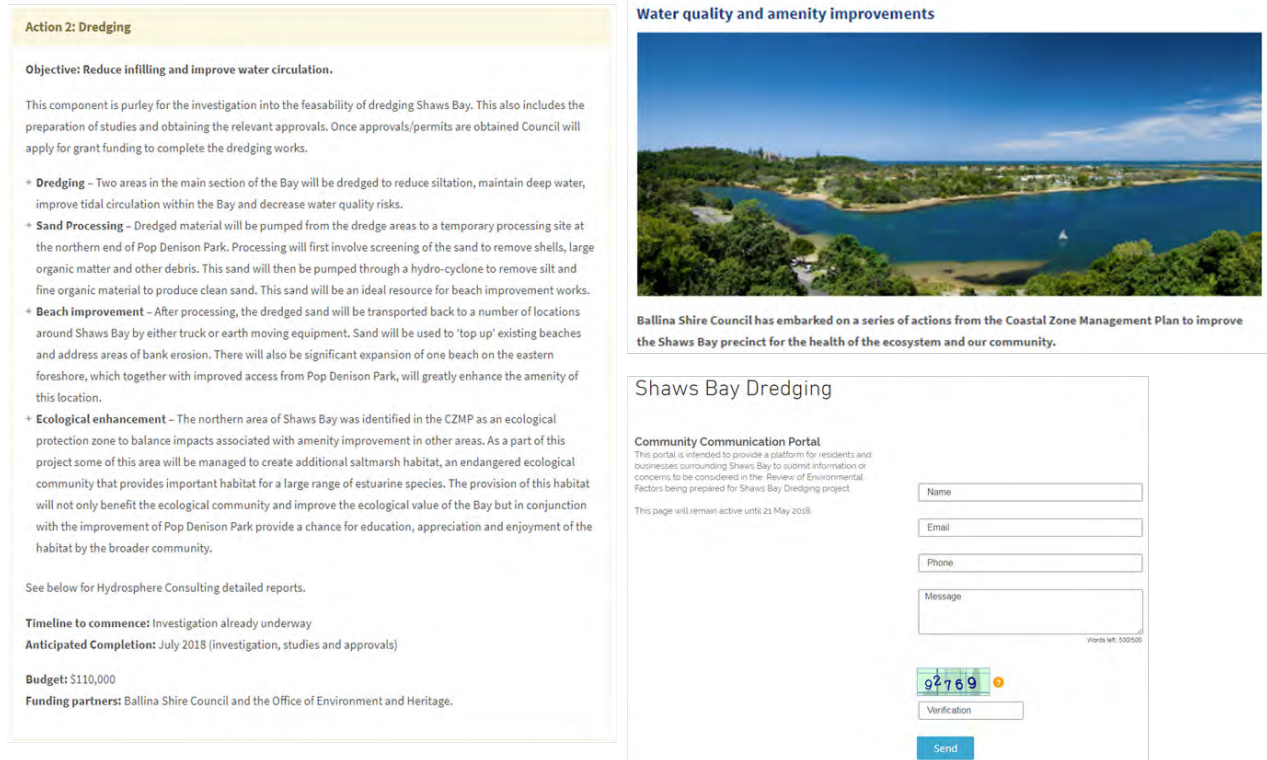 Action 2: Dredging
Objective: Reduce infilling and improve water circulation.
This component is purley for the investigation into the feasability of dredging Shaws Bay. This also includes the
preparation of studies and obtaining the relevant approvals. Once approvals/permits are obtained Council will
apply for grant funding to complete the dredging works.
+ Dredging – Two areas in the main section of the Bay will be dredged to reduce siltation, maintain deep water,
improve tidal circulation within the Bay and decrease water quality risks.
+ Sand Processing – Dredged material will be pumped from the dredge areas to a temporary processing site at
the northern end of Pop Denison Park. Processing will first involve screening of the sand to remove shells, large
organic matter and other debris. This sand will then be pumped through a hydro-cyclone to remove silt and
fine organic material to produce clean sand. This sand will be an ideal resource for beach improvement works.
+ Beach improvement – After processing, the dredged sand will be transported back to a number of locations
around Shaws Bay by either truck or earth moving equipment. Sand will be used to 'top up' existing beaches
and address areas of bank erosion. There will also be significant expansion of one beach on the eastern
foreshore, which together with improved access from Pop Denison Park, will greatly enhance the amenity of
this location.
+ Ecological enhancement – The northern area of Shaws Bay was identified in the CZMP as an ecological
protection zone to balance impacts associated with amenity improvement in other areas. As a part of this
project some of this area will be managed to create additional saltmarsh habitat, an endangered ecological
community that provides important habitat for a large range of estuarine species. The provision of this habitat
will not only benefit the ecological community and improve the ecological value of the Bay but in conjunction
with the improvement of Pop Denison Park provide a chance for education, appreciation and enjoyment of the
habitat by the broader community.
See below for Hydrosphere Consulting detailed reports.
Timeline to commence: Investigation already underway
Anticipated Completion: July 2018 (investigation, studies and approvals)
Budget: $110,000
Funding partners: Ballina Shire Council and the Office of Environment and Heritage.
Water quality and amenity improvements
Ballina Shire Council has embarked on a series of actions from the Coastal Zone Management Plan to improve
the Shaws Bay precinct for the health of the ecosystem and our community.
Shaws Bay Dredging
Community Communication Portal
This portal is intended to provide a platform for residents and
businesses surrounding Shaws Bay to submit information or
concerns to be considered in the Review of Environmental
Factors being prepared for Shaws Bay Dredging project.
This page will remain active until 21 May 2018.
Name
Email
Phone
Message
Words left: 500/500
92769
?
Verification
Send